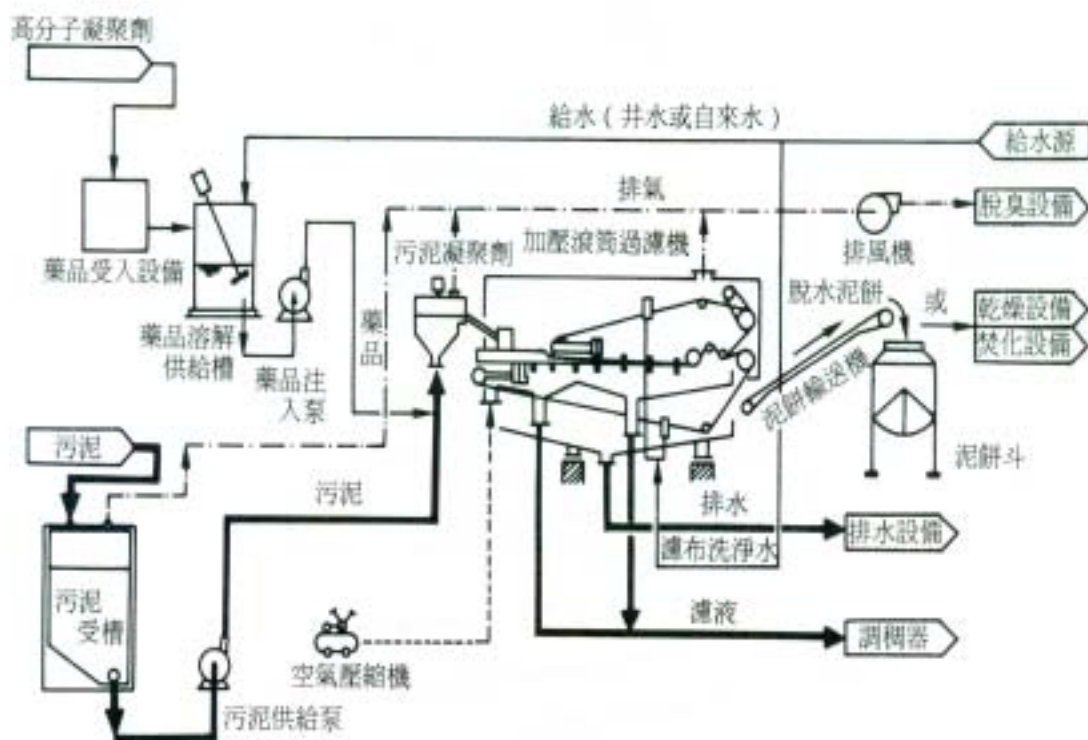 高分子凝聚劑
給水（井水或自來水）
給水源
排氣
脫臭設備
污泥凝聚劑
加壓滾筒過濾機
排風機
藥品受入設備
脫水泥餅
或
乾燥設備
焚化設備
藥品
藥品溶解
供給槽
藥品注
入泵
泥餅輸送機
泥餅斗
污泥
污泥
排水
排水設備
濾布洗淨水
污泥
受槽
濾液
調稠器
空氣壓縮機
污泥供給泵